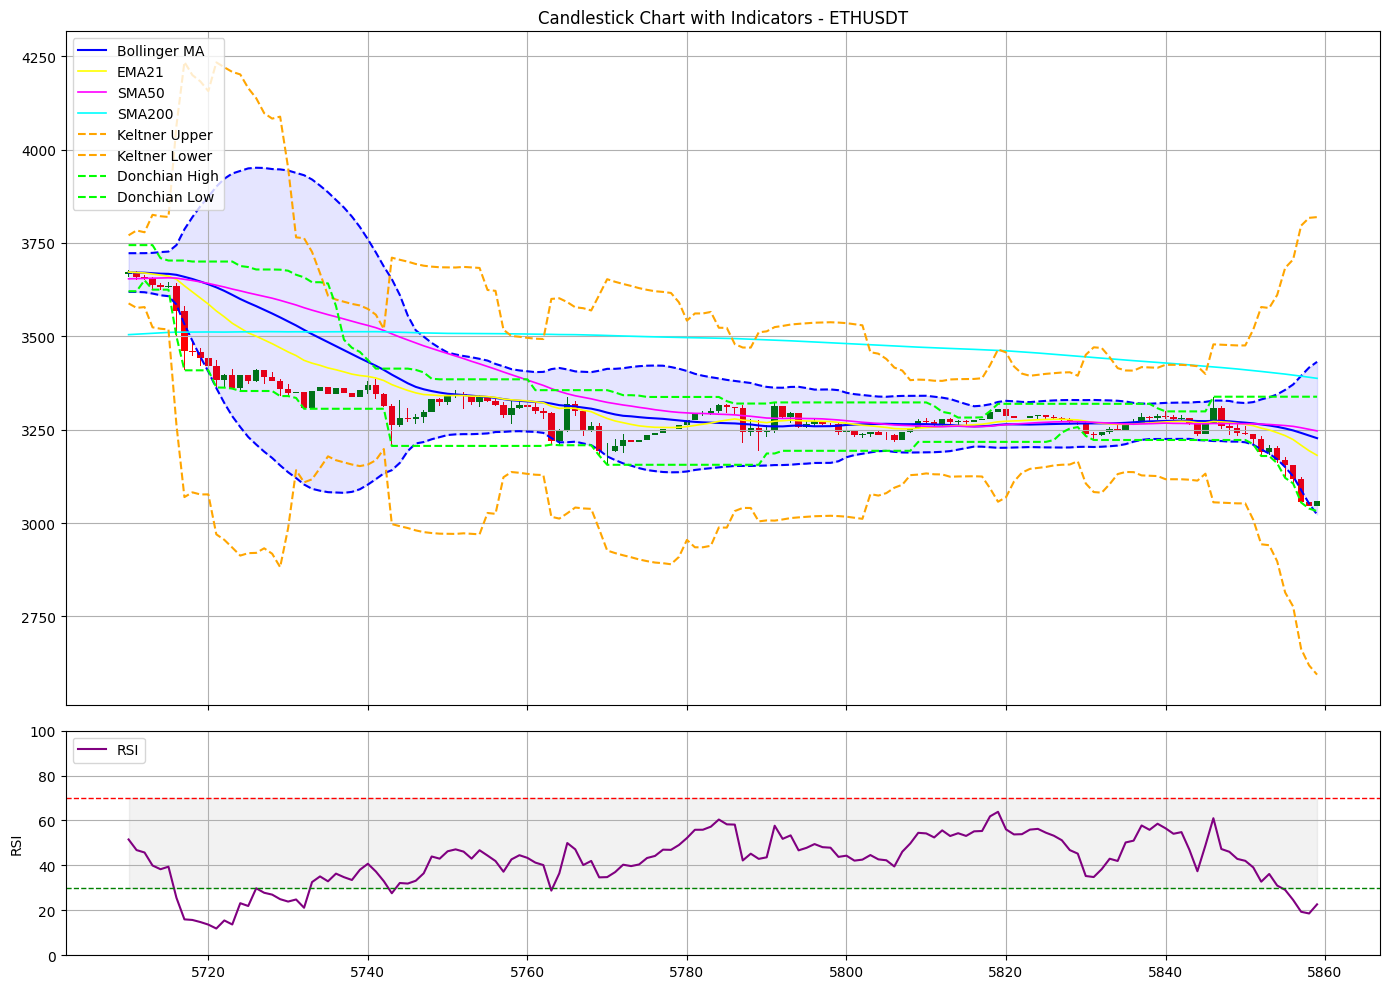 Candlestick Chart with Indicators - ETHUSDT
4250
4000
3750
3500
3250
3000
2750
Bollinger MA
EMA21
SMA50
SMA200
Keltner Upper
Keltner Lower
Donchian High
Donchian Low
100
80
60
40
20
0
RSI
RSI
5720 5740 5760 5780 5800 5820 5840 5860